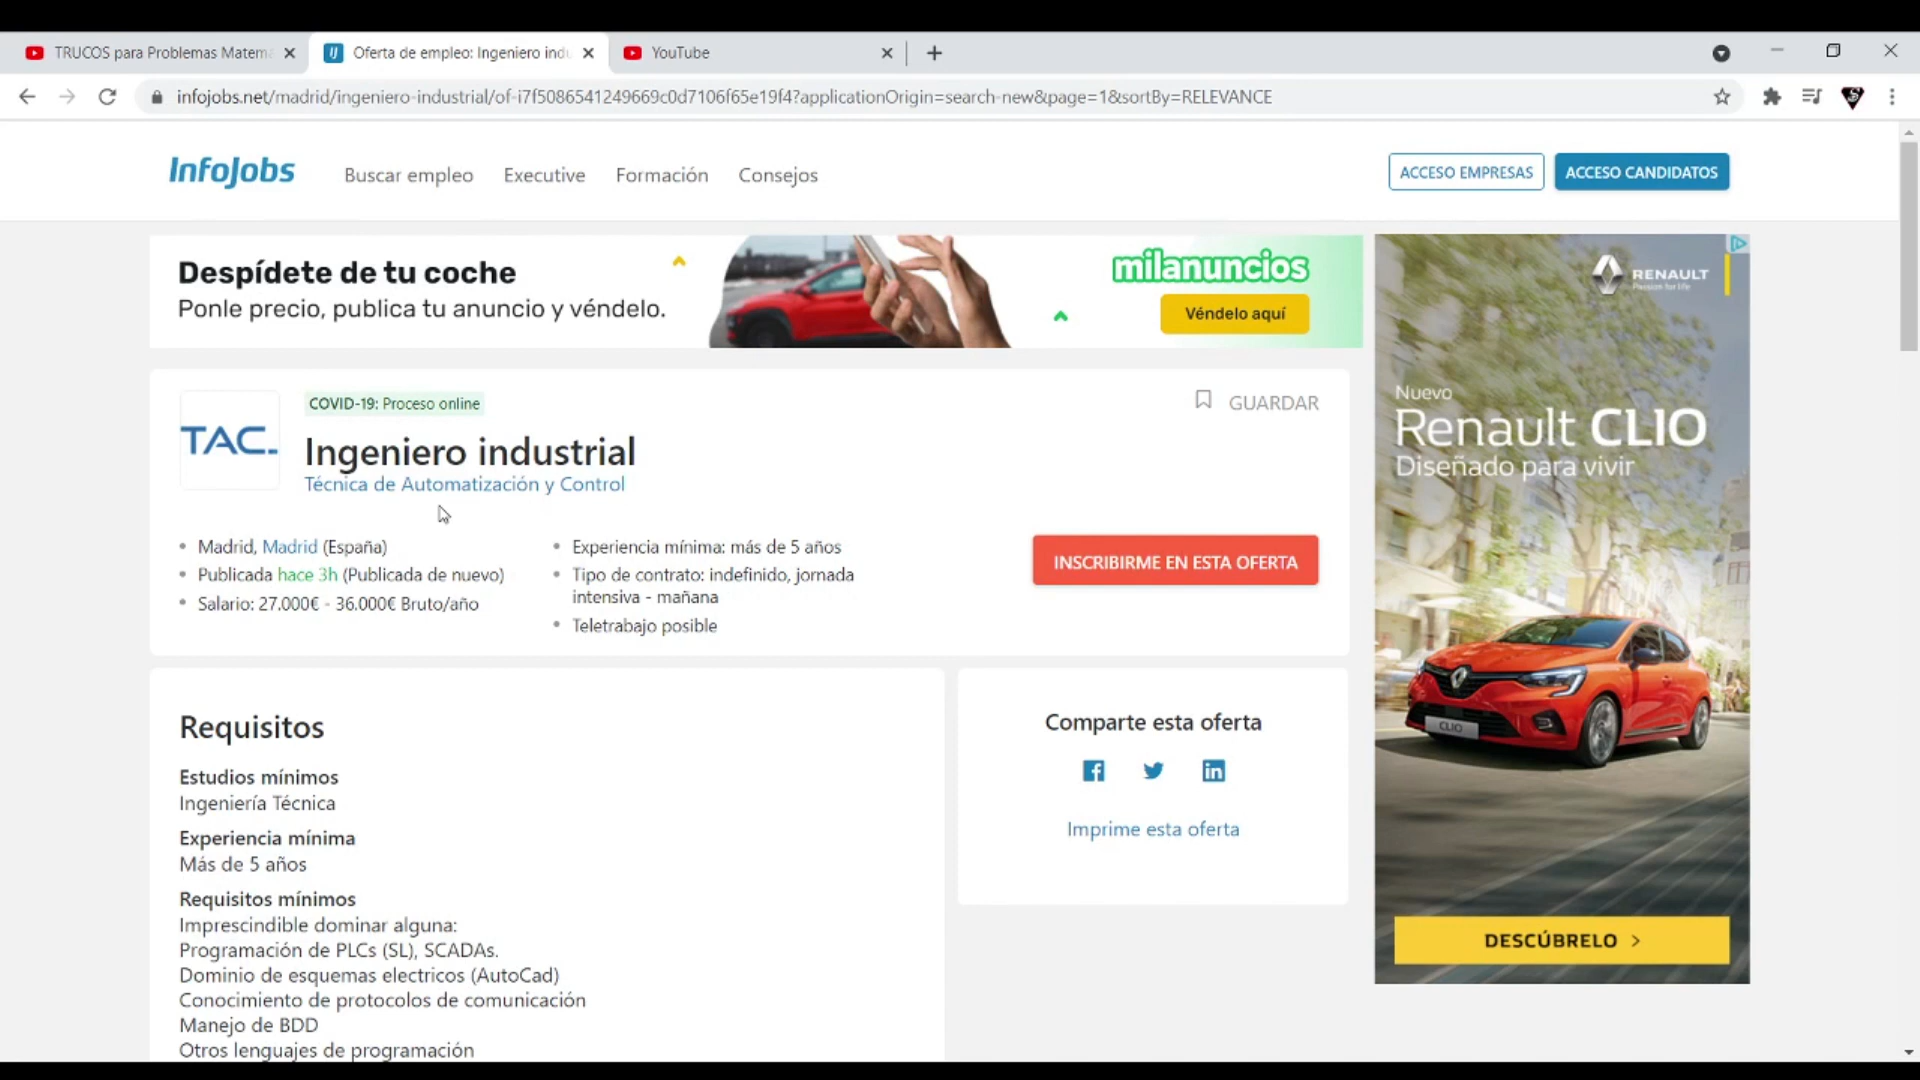 TRUCOS para Problemas Matemá
Oferta de empleo: Ingeniero indu
YouTube
infojobs.net/madrid/ingeniero-industrial/of-i7f5086541249669c0d7106f65e19f4?applicationOrigin=search-new&page=1&sortBy=RELEVANCE
InfoJobs
Buscar empleo
Executive
Formación
Consejos
ACCESO EMPRESAS
ACCESO CANDIDATOS
Despídete de tu coche
Ponle precio, publica tu anuncio y véndelo.
milanuncios
Véndelo aquí
RENAULT
Passion for life
Nuevo
Renault CLIO
Diseñado para vivir
CLIO
DESCÚBRELO >
TAC.
COVID-19: Proceso online
GUARDAR
Ingeniero industrial
Técnica de Automatización y Control
Madrid, Madrid (España)
Publicada hace 3h (Publicada de nuevo)
Salario: 27.000€ - 36.000€ Bruto/año
Experiencia mínima: más de 5 años
Tipo de contrato: indefinido, jornada
intensiva - mañana
Teletrabajo posible
INSCRIBIRME EN ESTA OFERTA
Requisitos
Estudios mínimos
Ingeniería Técnica
Experiencia mínima
Más de 5 años
Requisitos mínimos
Imprescindible dominar alguna:
Programación de PLCs (SL), SCADAs.
Dominio de esquemas electricos (AutoCad)
Conocimiento de protocolos de comunicación
Manejo de BDD
Otros lenguajes de programación
Comparte esta oferta
Imprime esta oferta